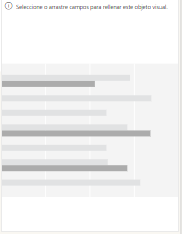 Seleccione o arrastre campos para rellenar este objeto visual.